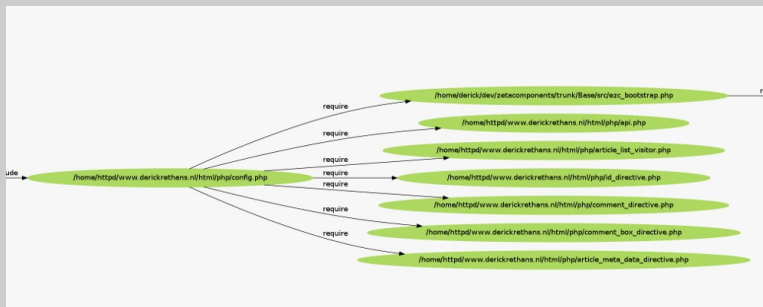 /home/derick/dev/zetacomponents/trunk/Base/src/ezc_bootstrap.php
r
require
/home/httpd/www.derickrethans.nl/html/php/api.php
require
/home/httpd/www.derickrethans.nl/html/php/article_list_visitor.php
require
ude
/home/httpd/www.derickrethans.nl/html/php/config.php
require
/home/httpd/www.derickrethans.nl/html/php/id_directive.php
require
/home/httpd/www.derickrethans.nl/html/php/comment_directive.php
require
/home/httpd/www.derickrethans.nl/html/php/comment_box_directive.php
require
/home/httpd/www.derickrethans.nl/html/php/article_meta_data_directive.php